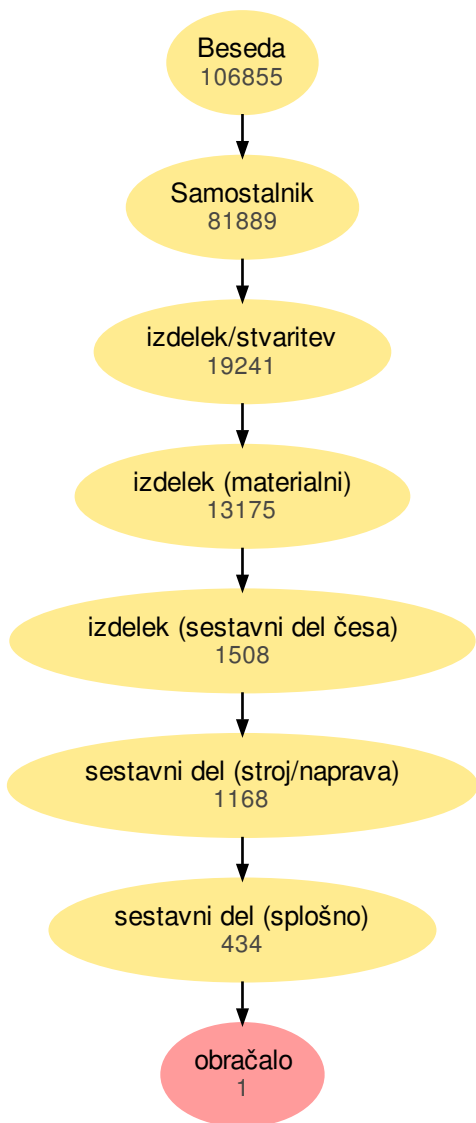 Beseda
106855
Samostalnik
81889
izdelek/stvaritev
19241
izdelek (materialni)
13175
izdelek (sestavni del česa)
1508
sestavni del (stroj/naprava)
1168
sestavni del (splošno)
434
obračalo
1